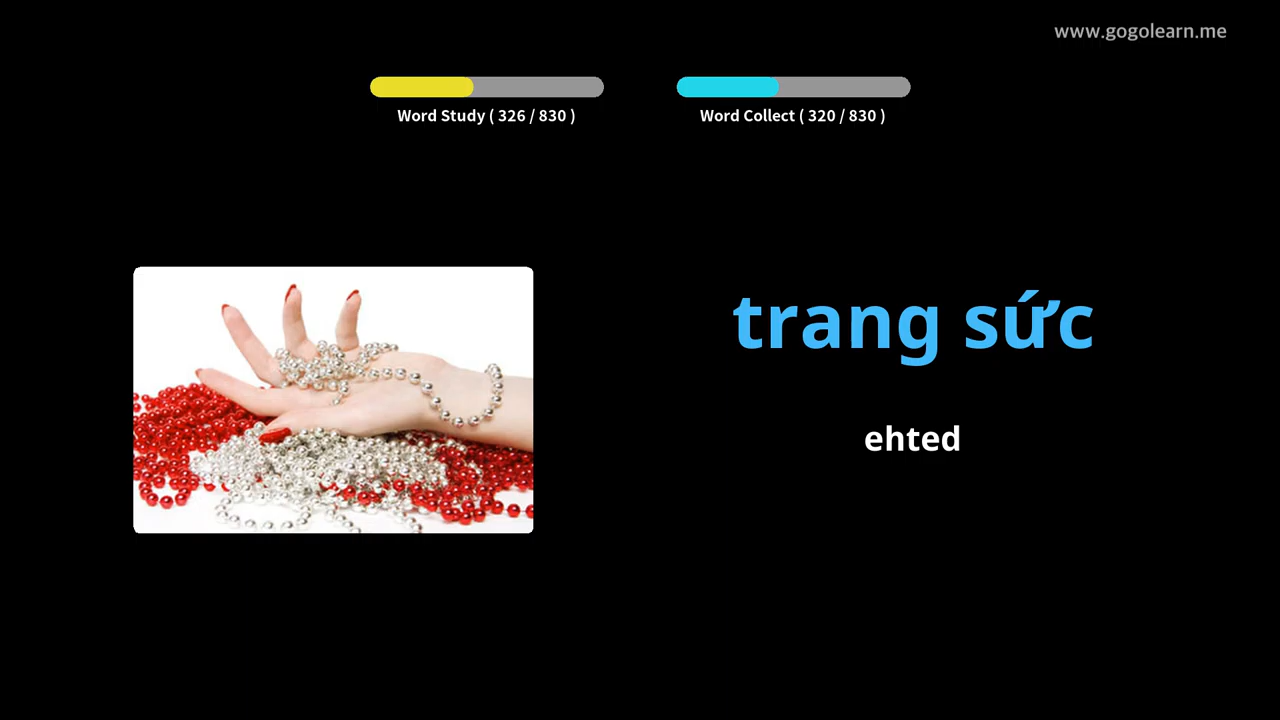 www.gogolearn.me
Word Study ( 326 / 830 )
Word Collect ( 320 / 830 )
trang sức
ehted